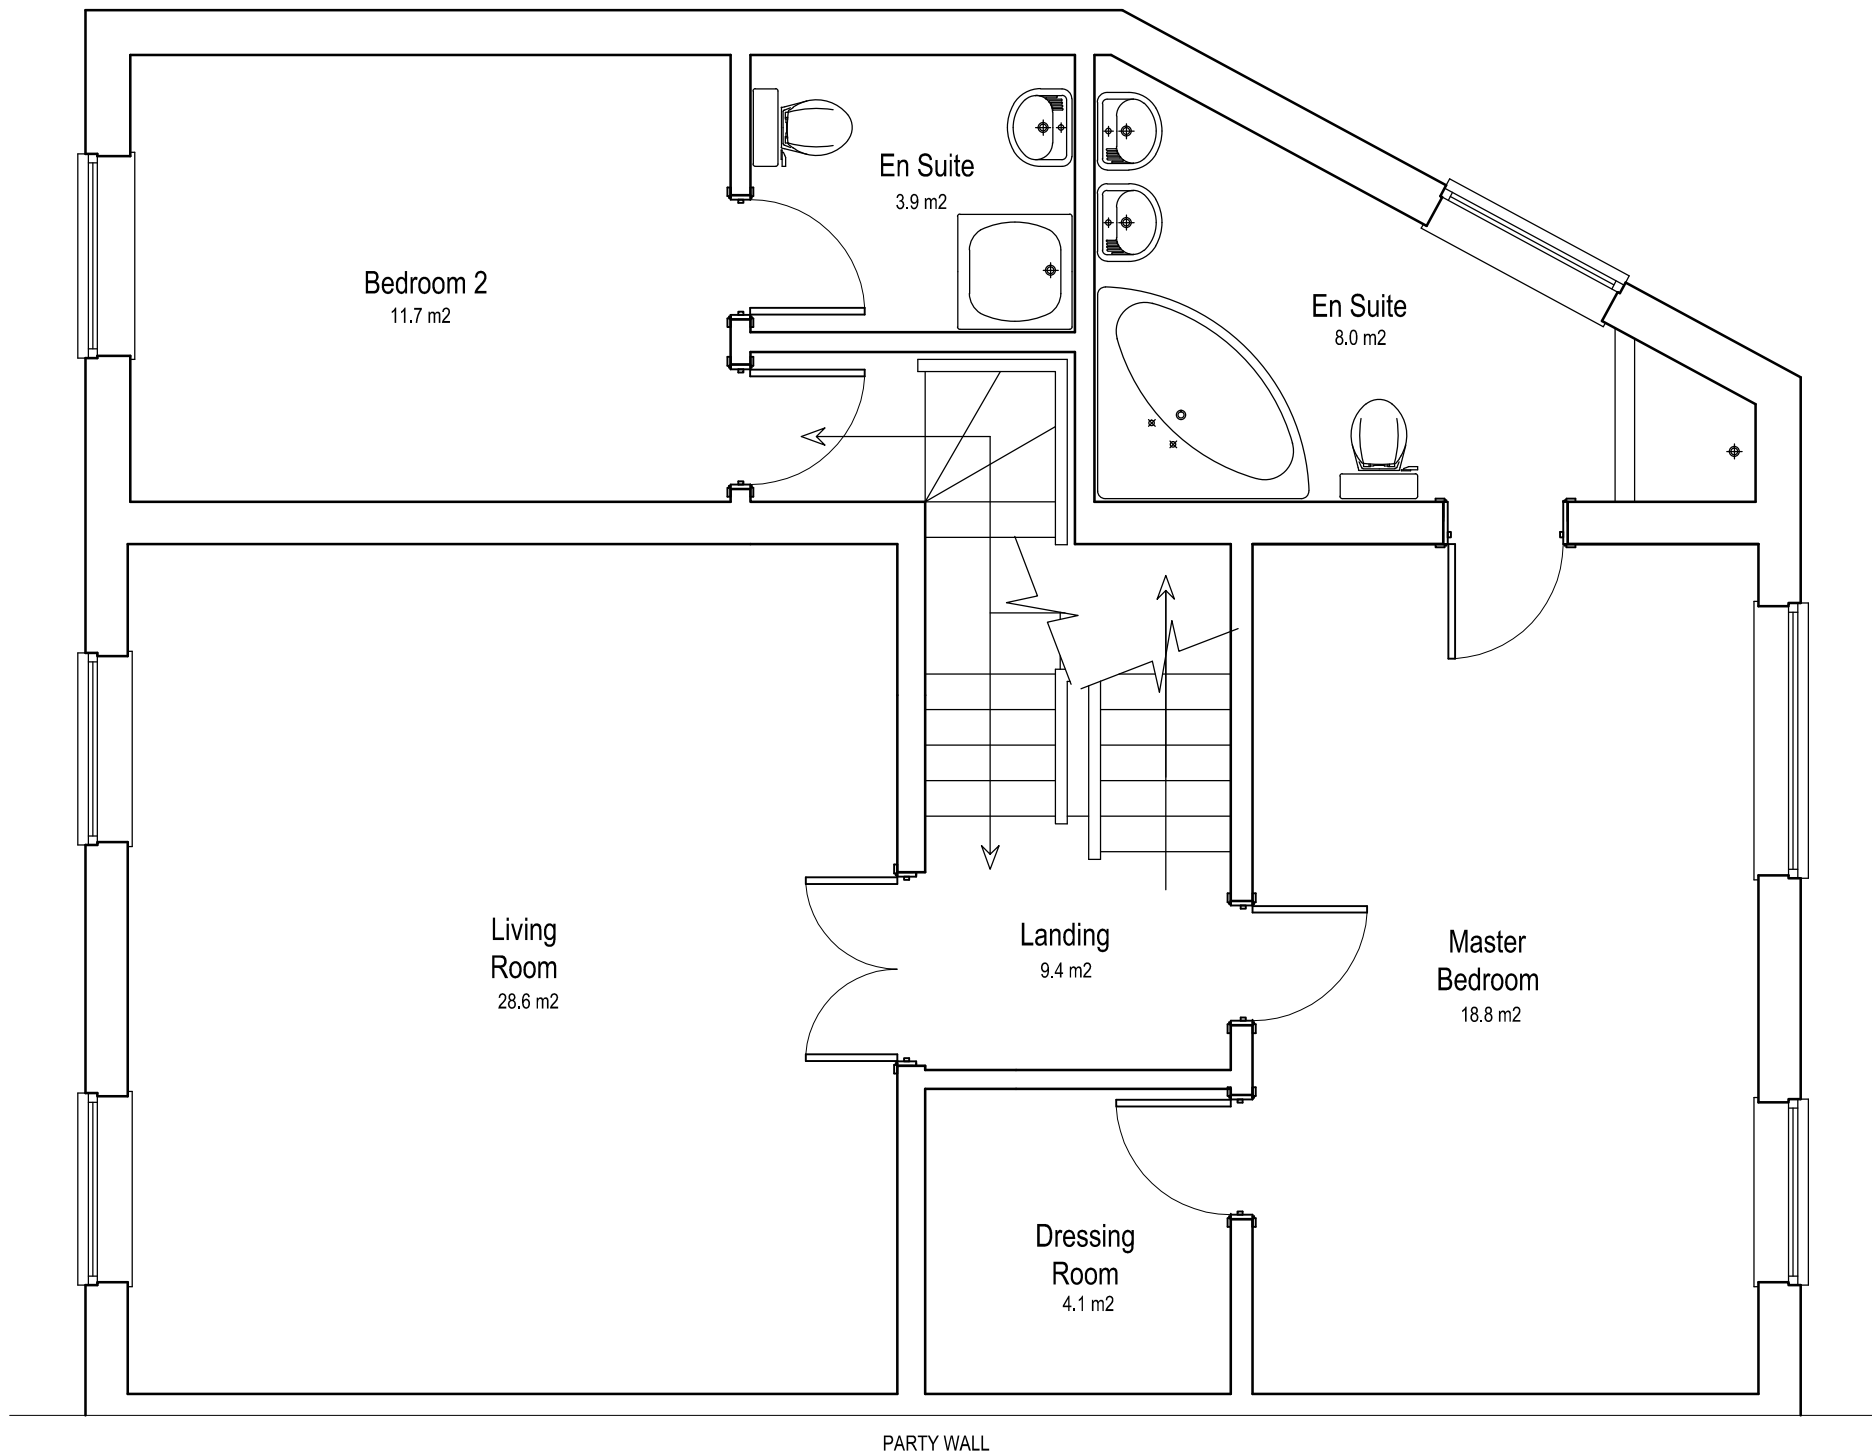 En Suite
3.9 m2
Bedroom 2
11.7 m2
En Suite
8.0 m2
Living
Room
28.6 m2
Landing
9.4 m2
Master
Bedroom
18.8 m2
Dressing
Room
4.1 m2
PARTY WALL